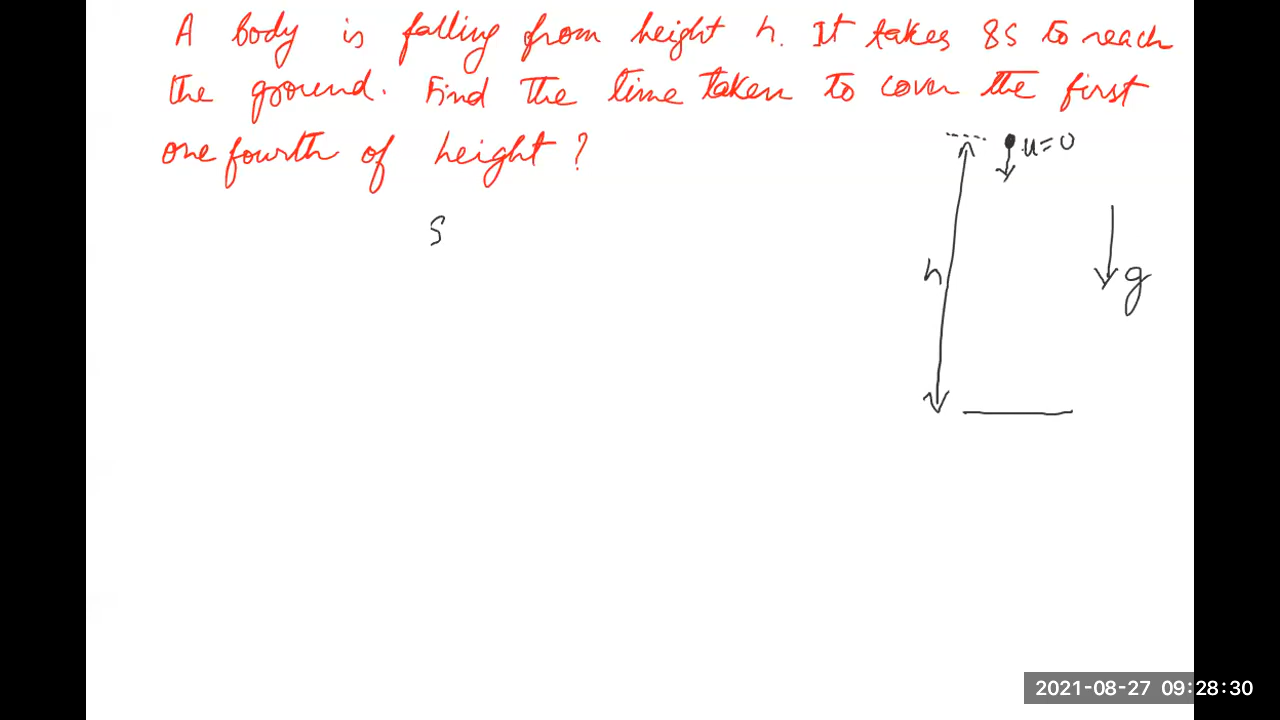 A body is falling from height h. It takes 8s to reach
the ground. Find the time taken to cover the first
one fourth of height ?
u=0
S
h
g
2021-08-27 09:28:30